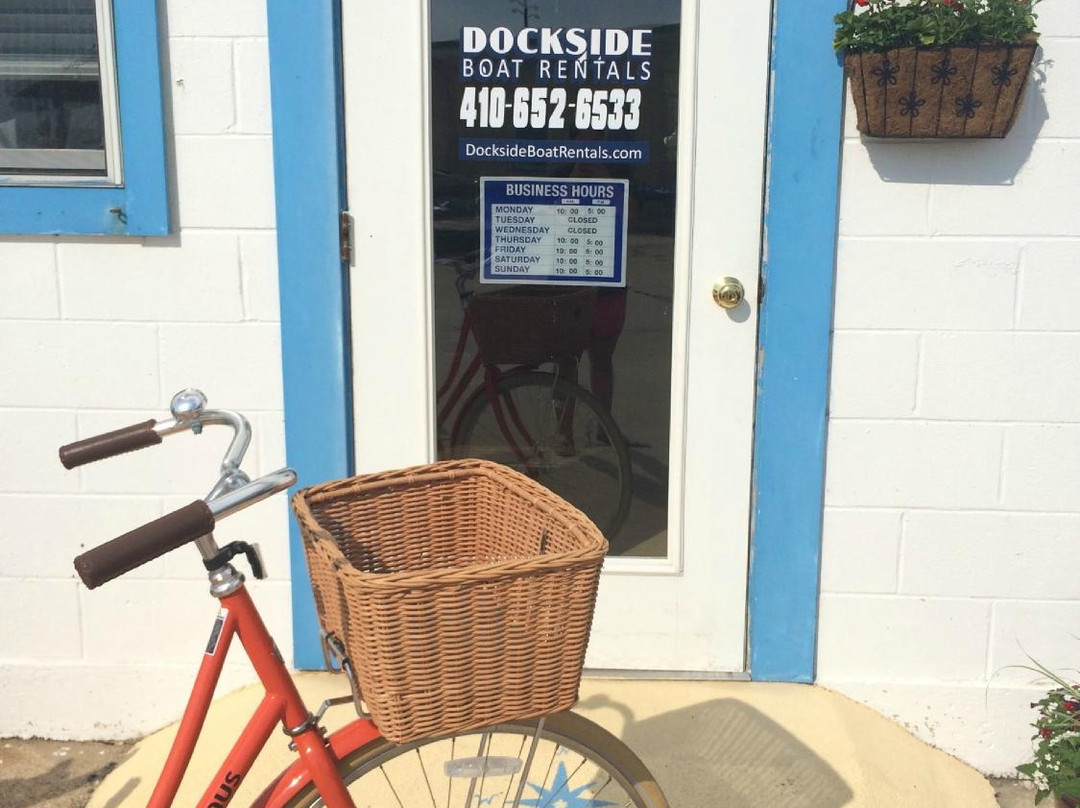 DOCKSIDE
BOAT RENTALS
410-652-6533
DocksideBoatRentals.com
BUSINESS HOURS
MONDAY 10:00 5:00
TUESDAY CLOSED
WEDNESDAY CLOSED
THURSDAY 10:00 5:00
FRIDAY 10:00 5:00
SATURDAY 10:00 5:00
SUNDAY 10:00 5:00